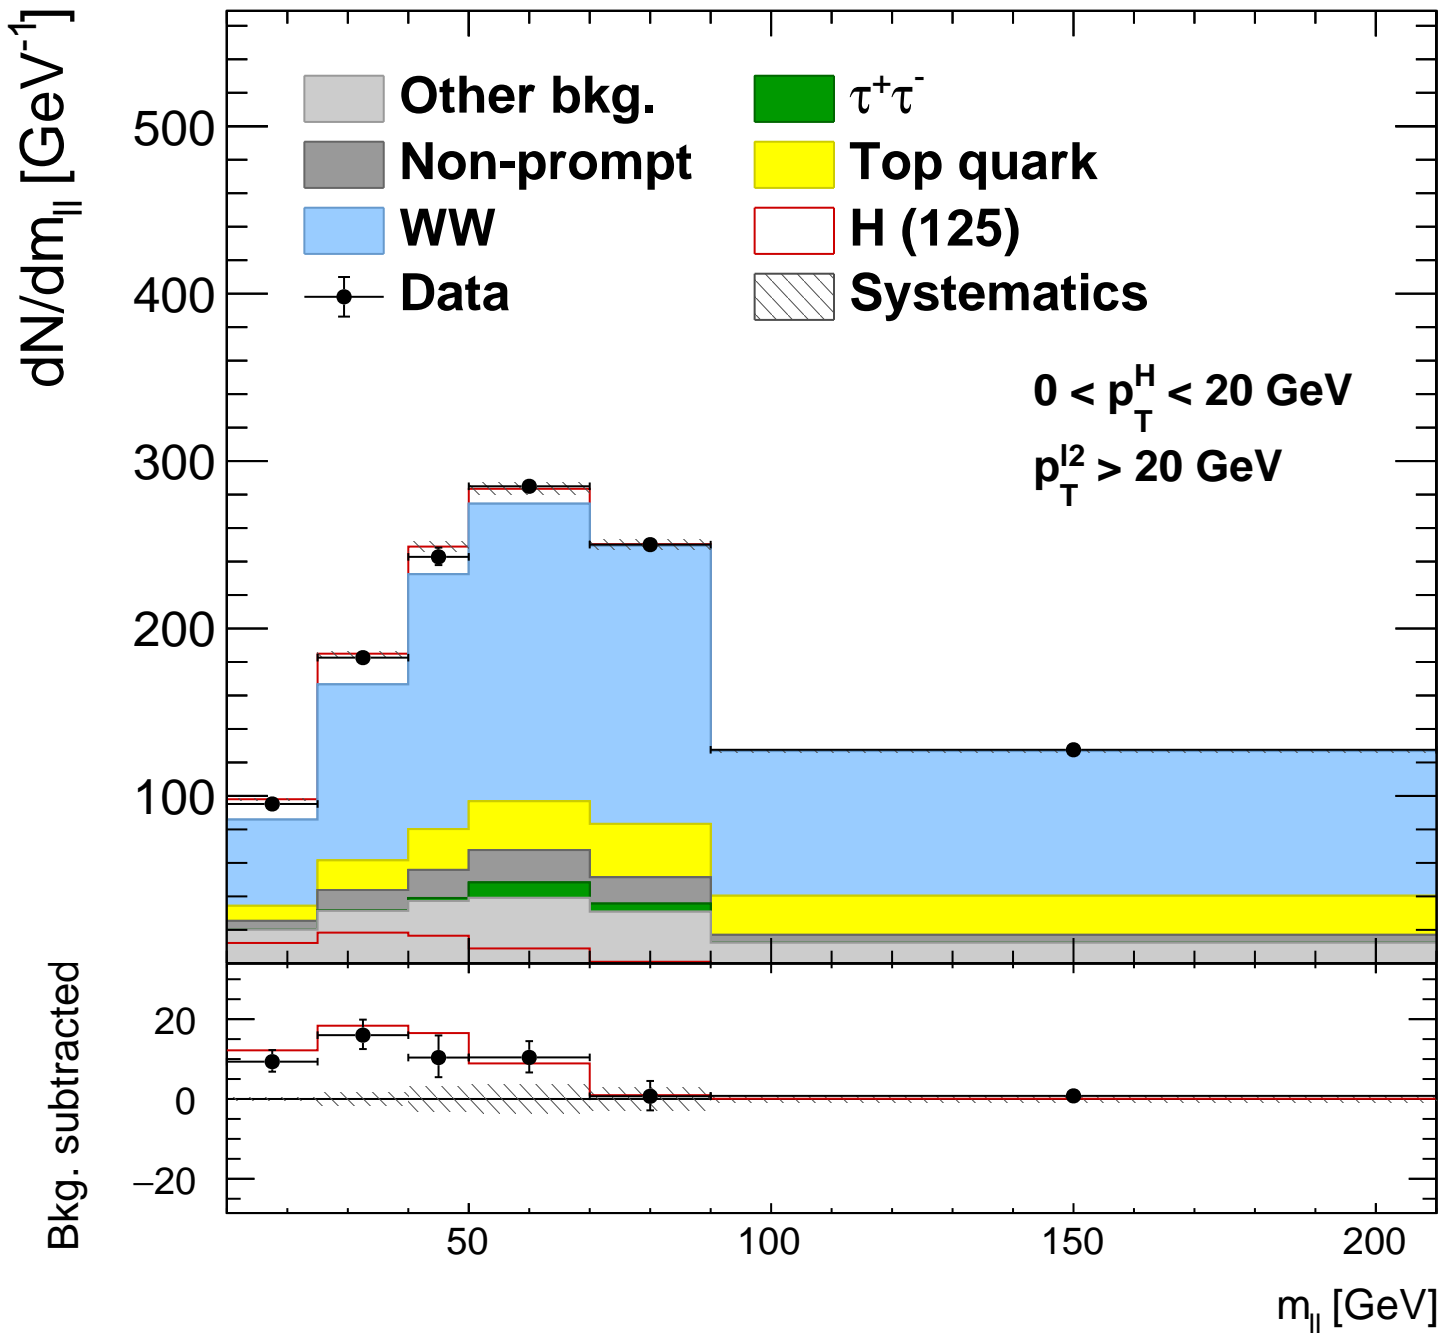 dN/dm_ll [GeV⁻¹]
500
400
300
200
100
Other bkg.
τ⁺τ⁻
Non-prompt
Top quark
WW
H (125)
Data
Systematics
0 < p_T^H < 20 GeV
p_T^l2 > 20 GeV
Bkg. subtracted
20
0
−20
50
100
150
200
m_ll [GeV]